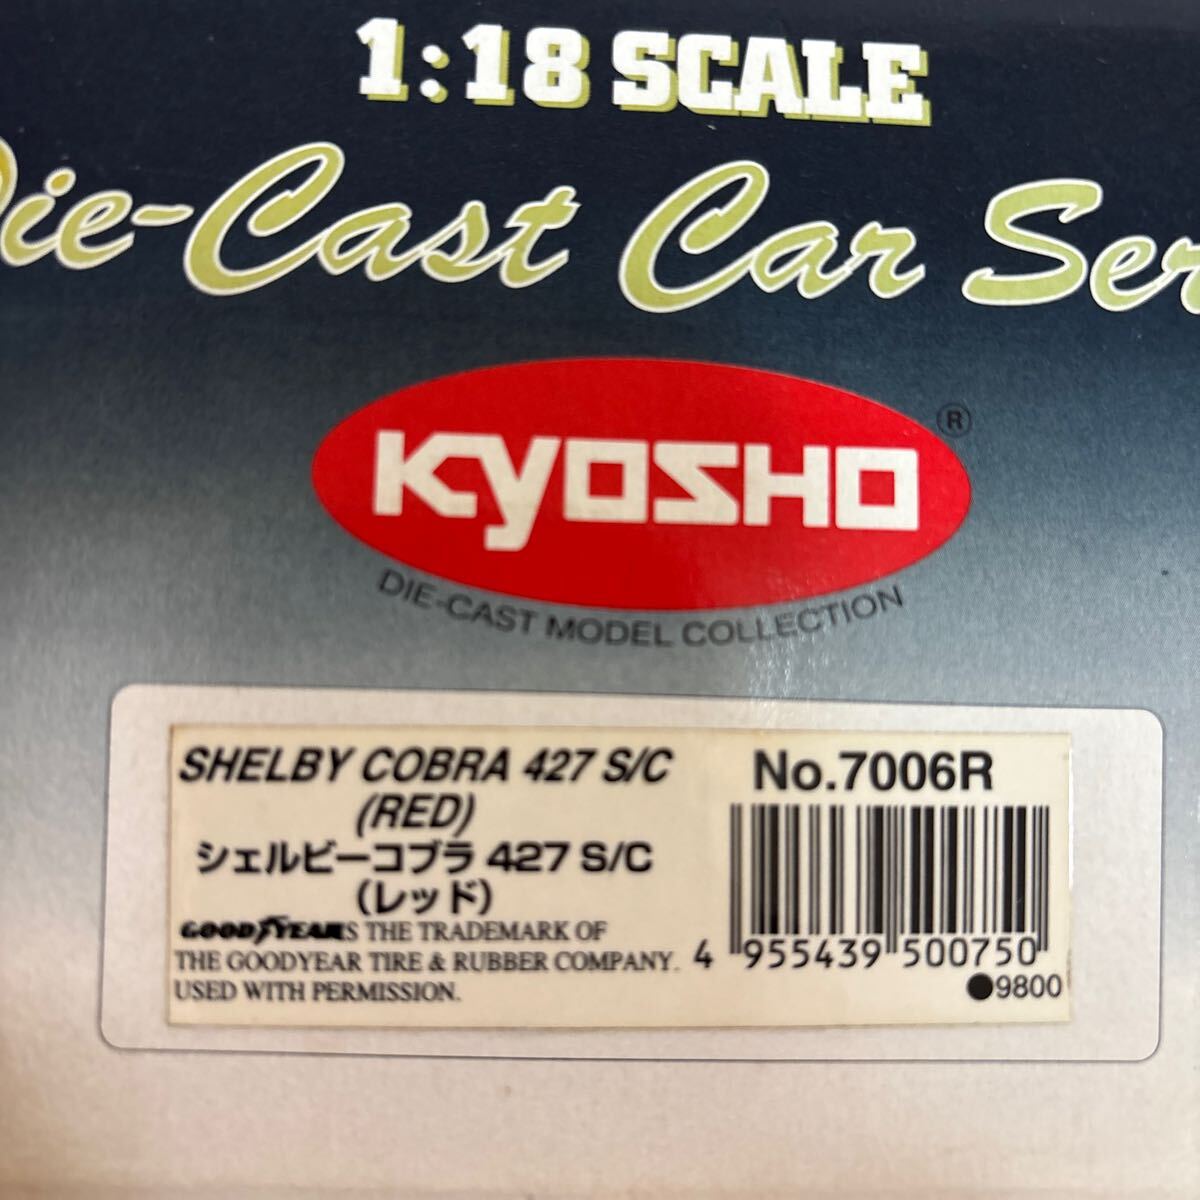 1:18 SCALE
Die-Cast Car Ser
KYOSHO ®
DIE-CAST MODEL COLLECTION
SHELBY COBRA 427 S/C
(RED)
シェルビーコブラ 427 S/C
(レッド)
GOODYEAR IS THE TRADEMARK OF
THE GOODYEAR TIRE & RUBBER COMPANY.
USED WITH PERMISSION.
No.7006R
4 955439 500750
●9800